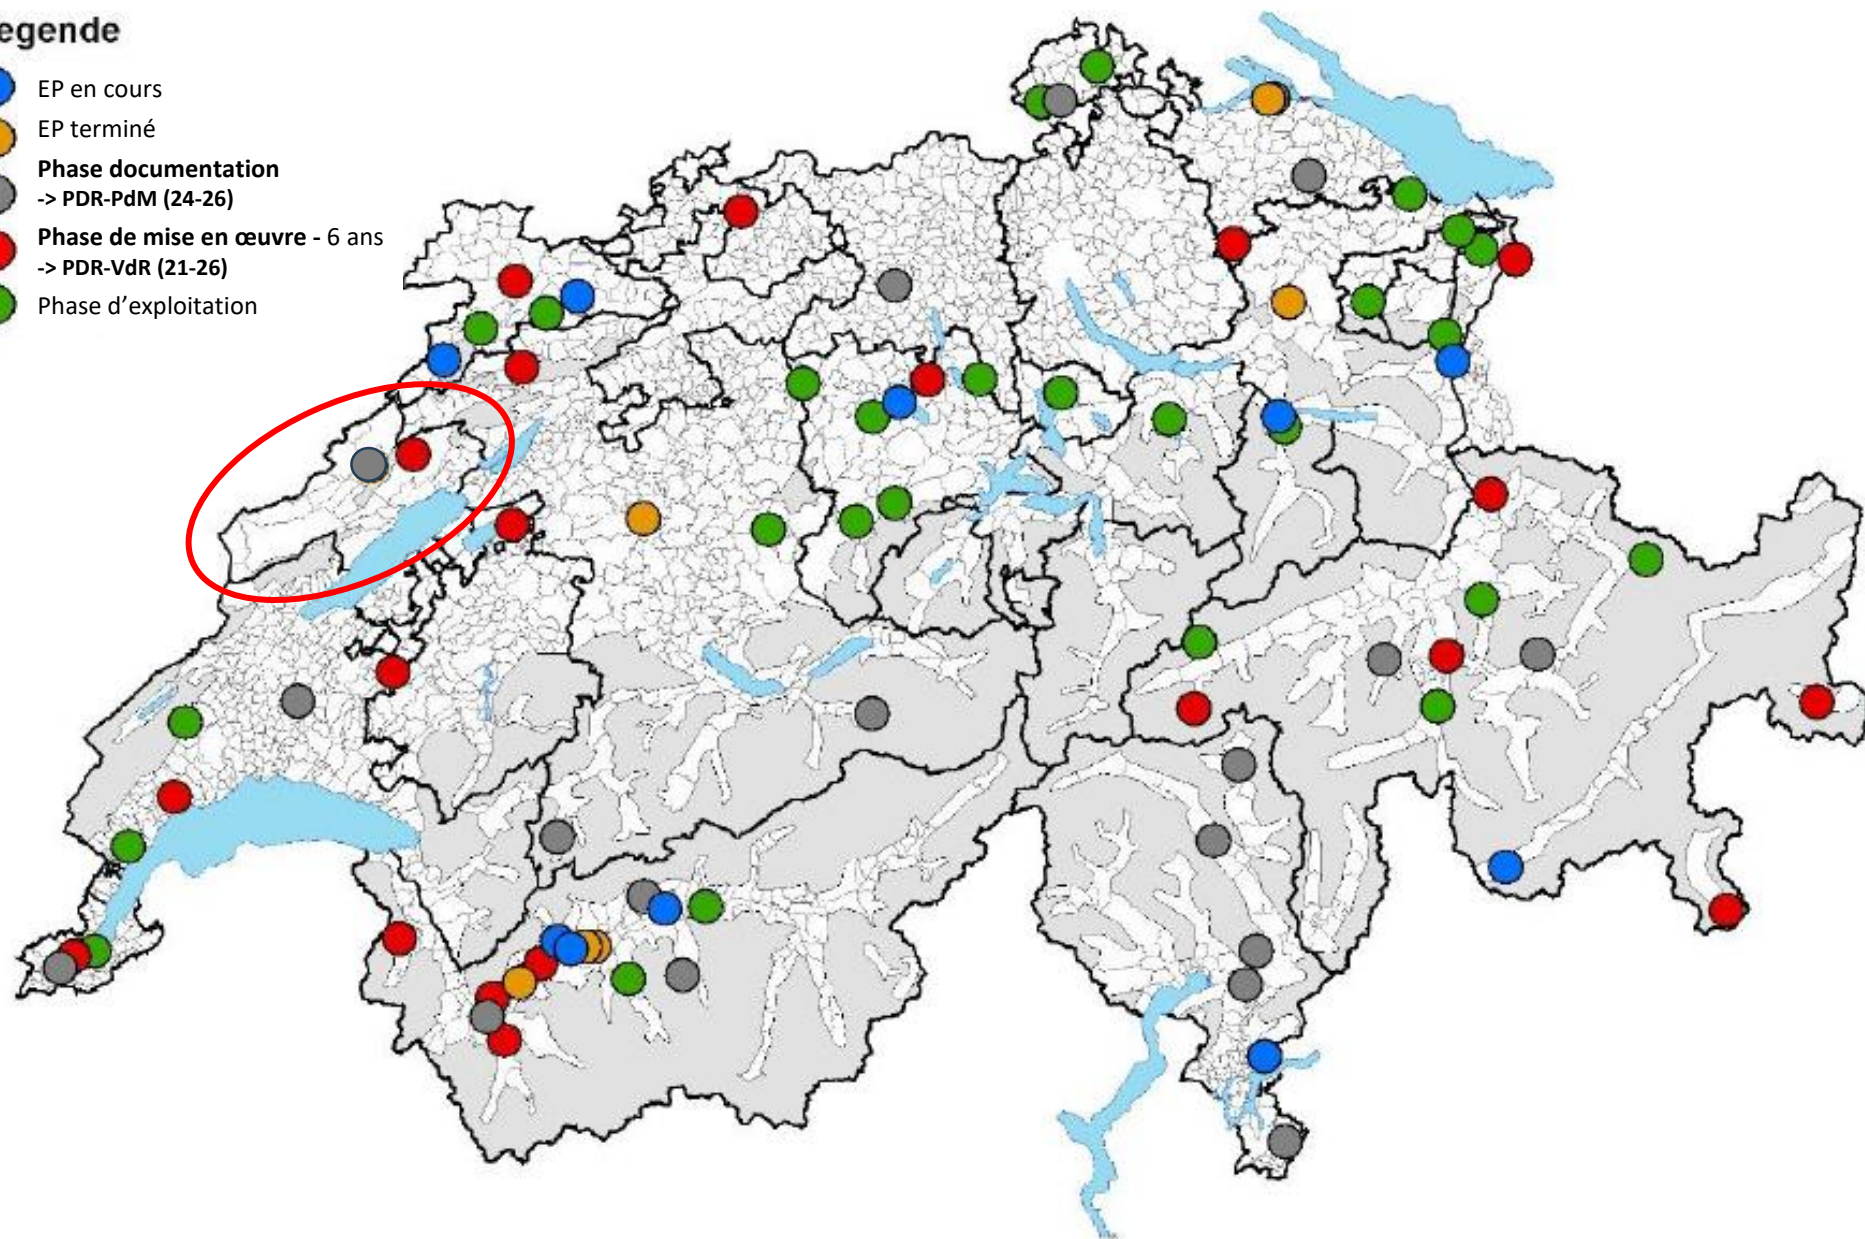 egende
EP en cours
EP terminé
Phase documentation
-> PDR-PdM (24-26)
Phase de mise en œuvre - 6 ans
-> PDR-VdR (21-26)
Phase d’exploitation